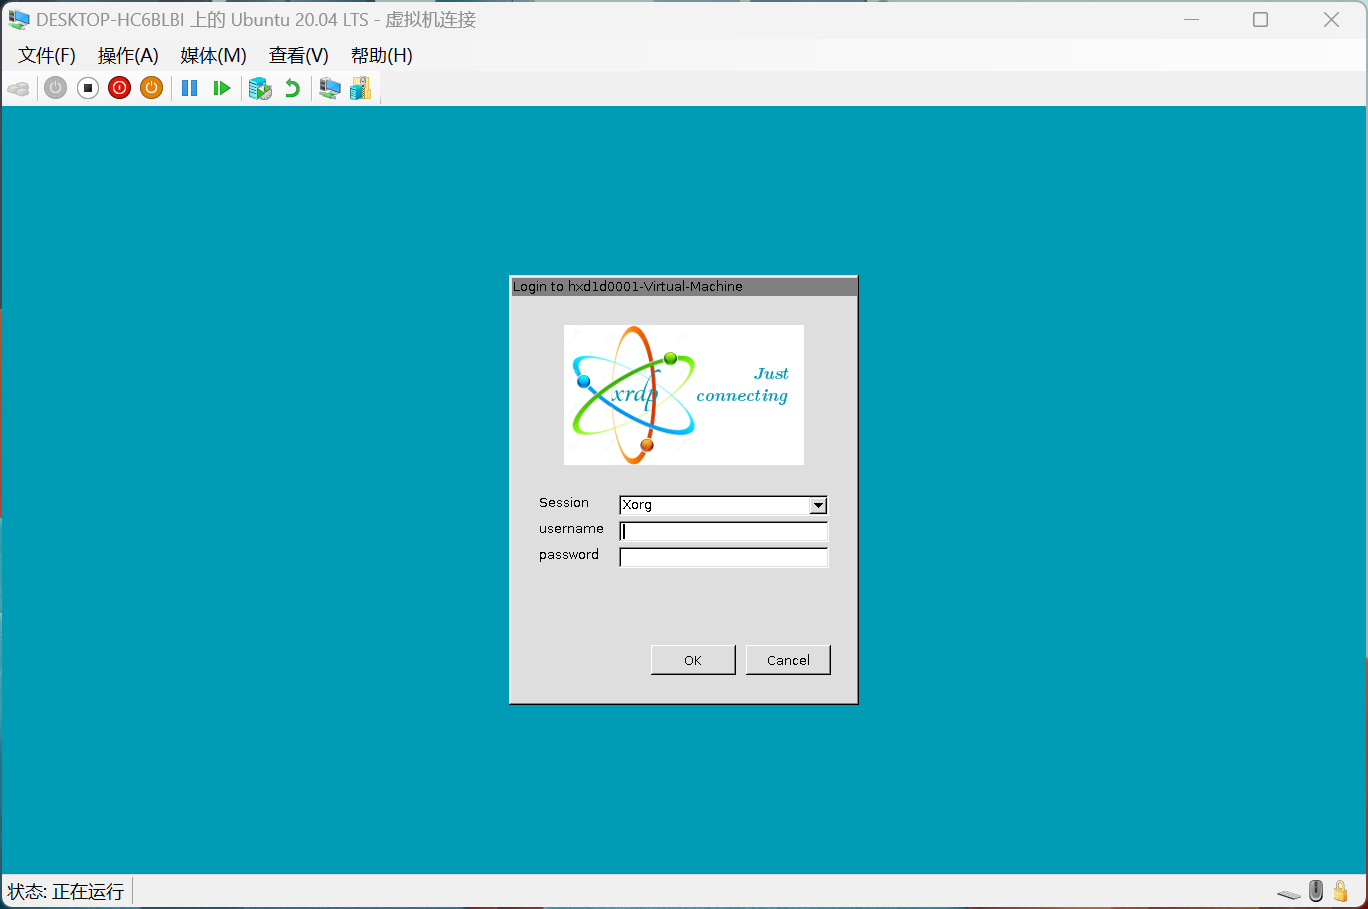 DESKTOP-HC6BLBI 上的 Ubuntu 20.04 LTS - 虚拟机连接
文件(F) 操作(A) 媒体(M) 查看(V) 帮助(H)
Login to hxd1d0001-Virtual-Machine
xrdp
Just
connecting
Session Xorg
username
password
OK Cancel
状态: 正在运行